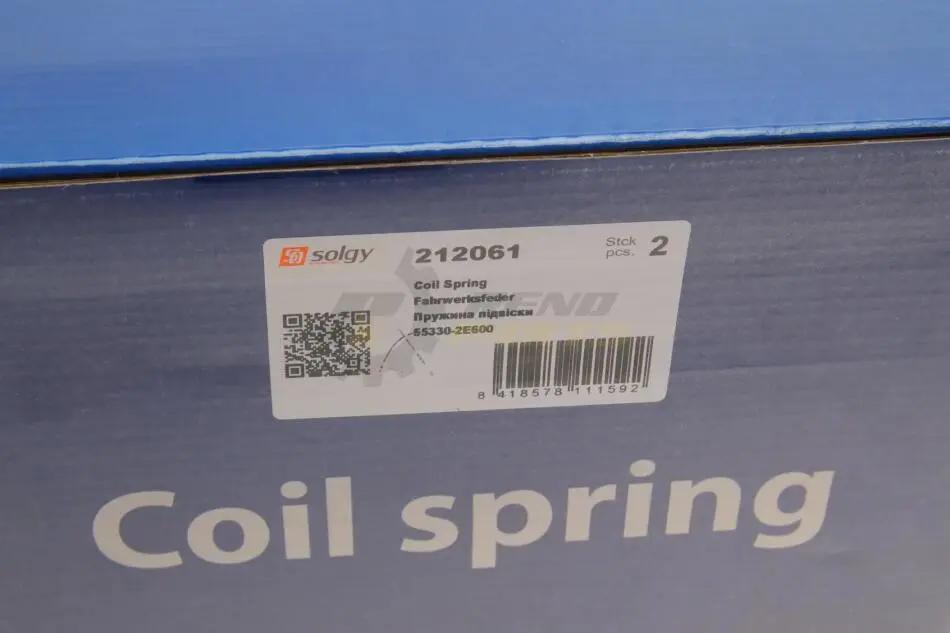 solgy
212061
Stck
pcs. 2
Coil Spring
Fahrwerksfeder
Пружина підвіски
55330-2E600
8 418578 111592
Coil spring